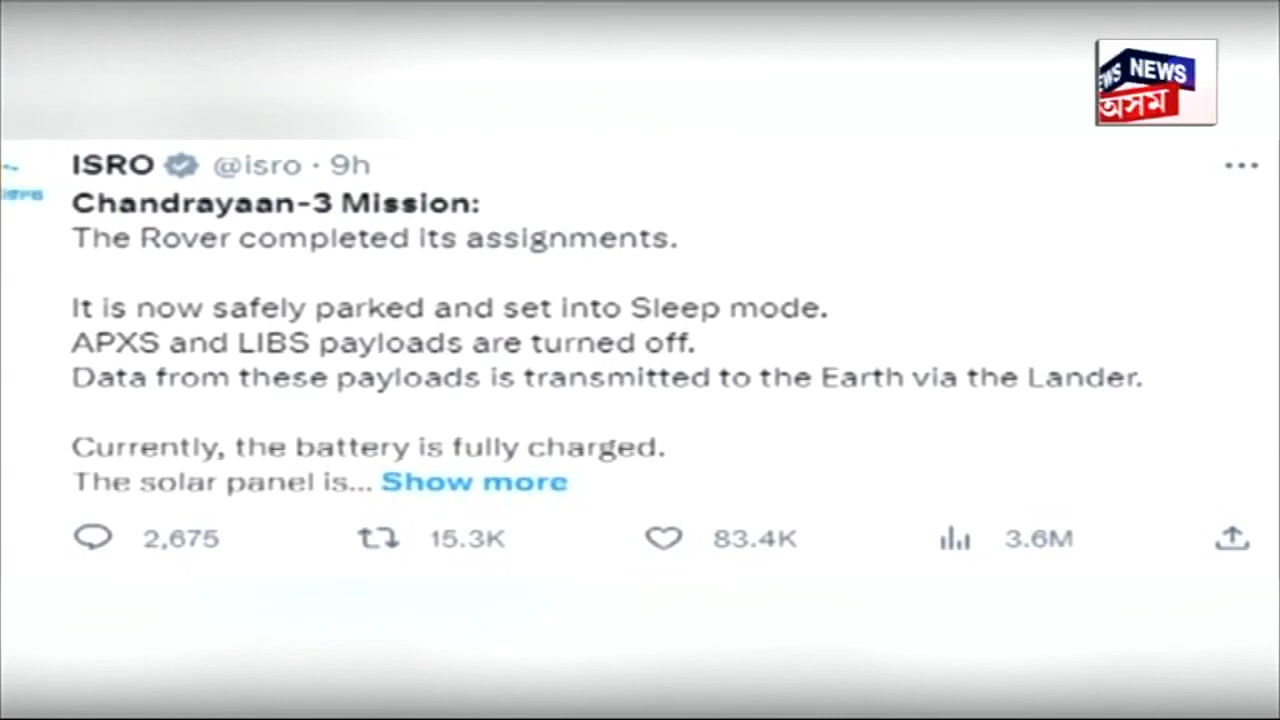 NEWS
অসম
ISRO @isro · 9h
Chandrayaan-3 Mission:
The Rover completed its assignments.
It is now safely parked and set into Sleep mode.
APXS and LIBS payloads are turned off.
Data from these payloads is transmitted to the Earth via the Lander.
Currently, the battery is fully charged.
The solar panel is... Show more
2,675 15.3K 83.4K 3.6M